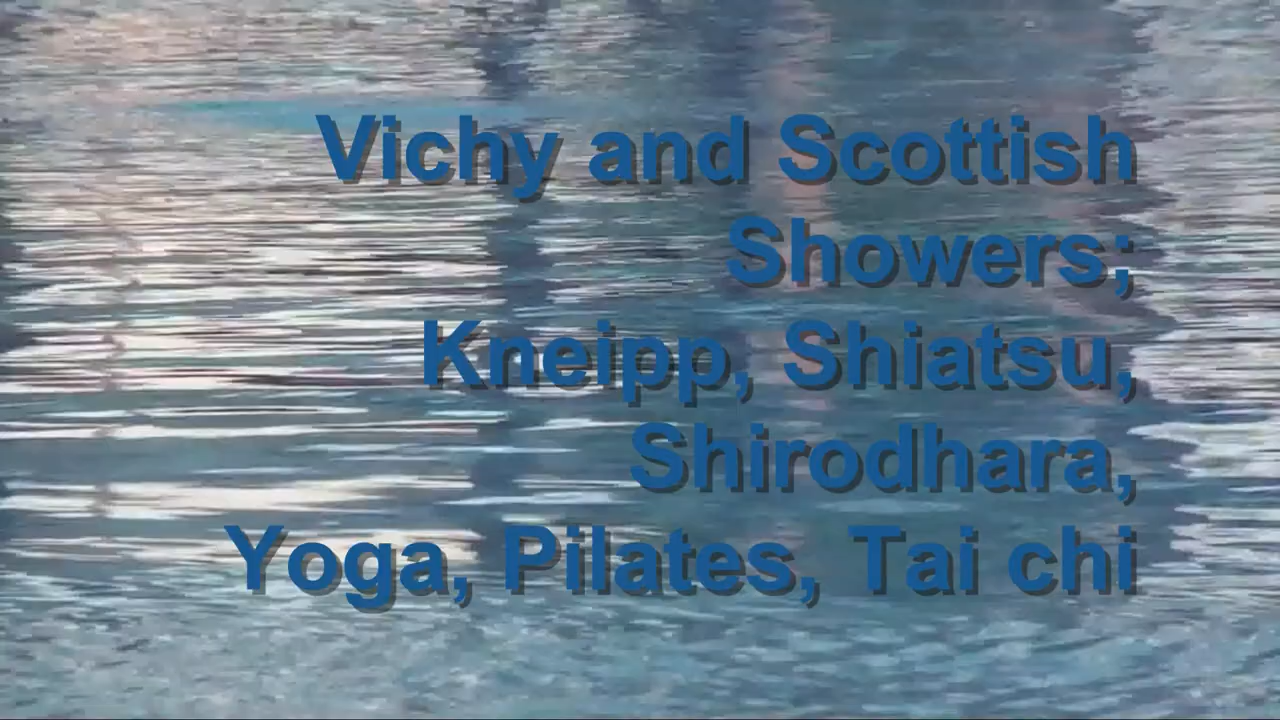 Vichy and Scottish
Showers;
Kneipp, Shiatsu,
Shirodhara,
Yoga, Pilates, Tai chi